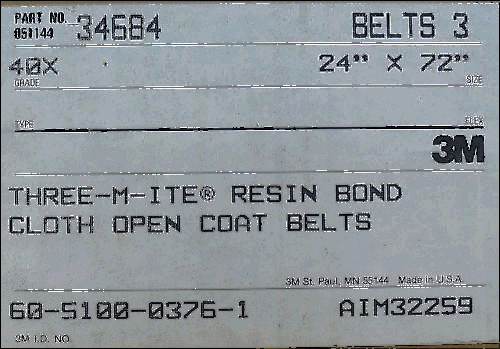 PART NO. 34684 BELTS 3
051144
40X 24" X 72"
GRADE SIZE
TYPE FLEX
3M
THREE-M-ITE® RESIN BOND
CLOTH OPEN COAT BELTS
3M St. Paul, MN 55144 Made in U.S.A.
60-5100-0376-1 AIM32259
3M I.D. NO.